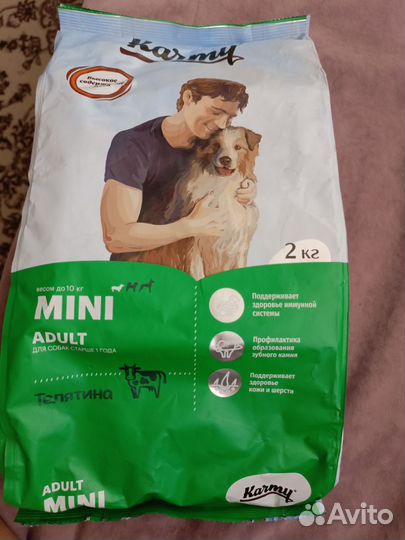 Karmy
Высокое
содержа
2 кг
весом до 10 кг
MINI
ADULT
ДЛЯ СОБАК СТАРШЕ 1 ГОДА
Телятина
Поддерживает
здоровье иммунной
системы
Профилактика
образования
зубного камня
Поддерживает
здоровье
кожи и шерсти
ADULT
MINI
Karmy
Avito